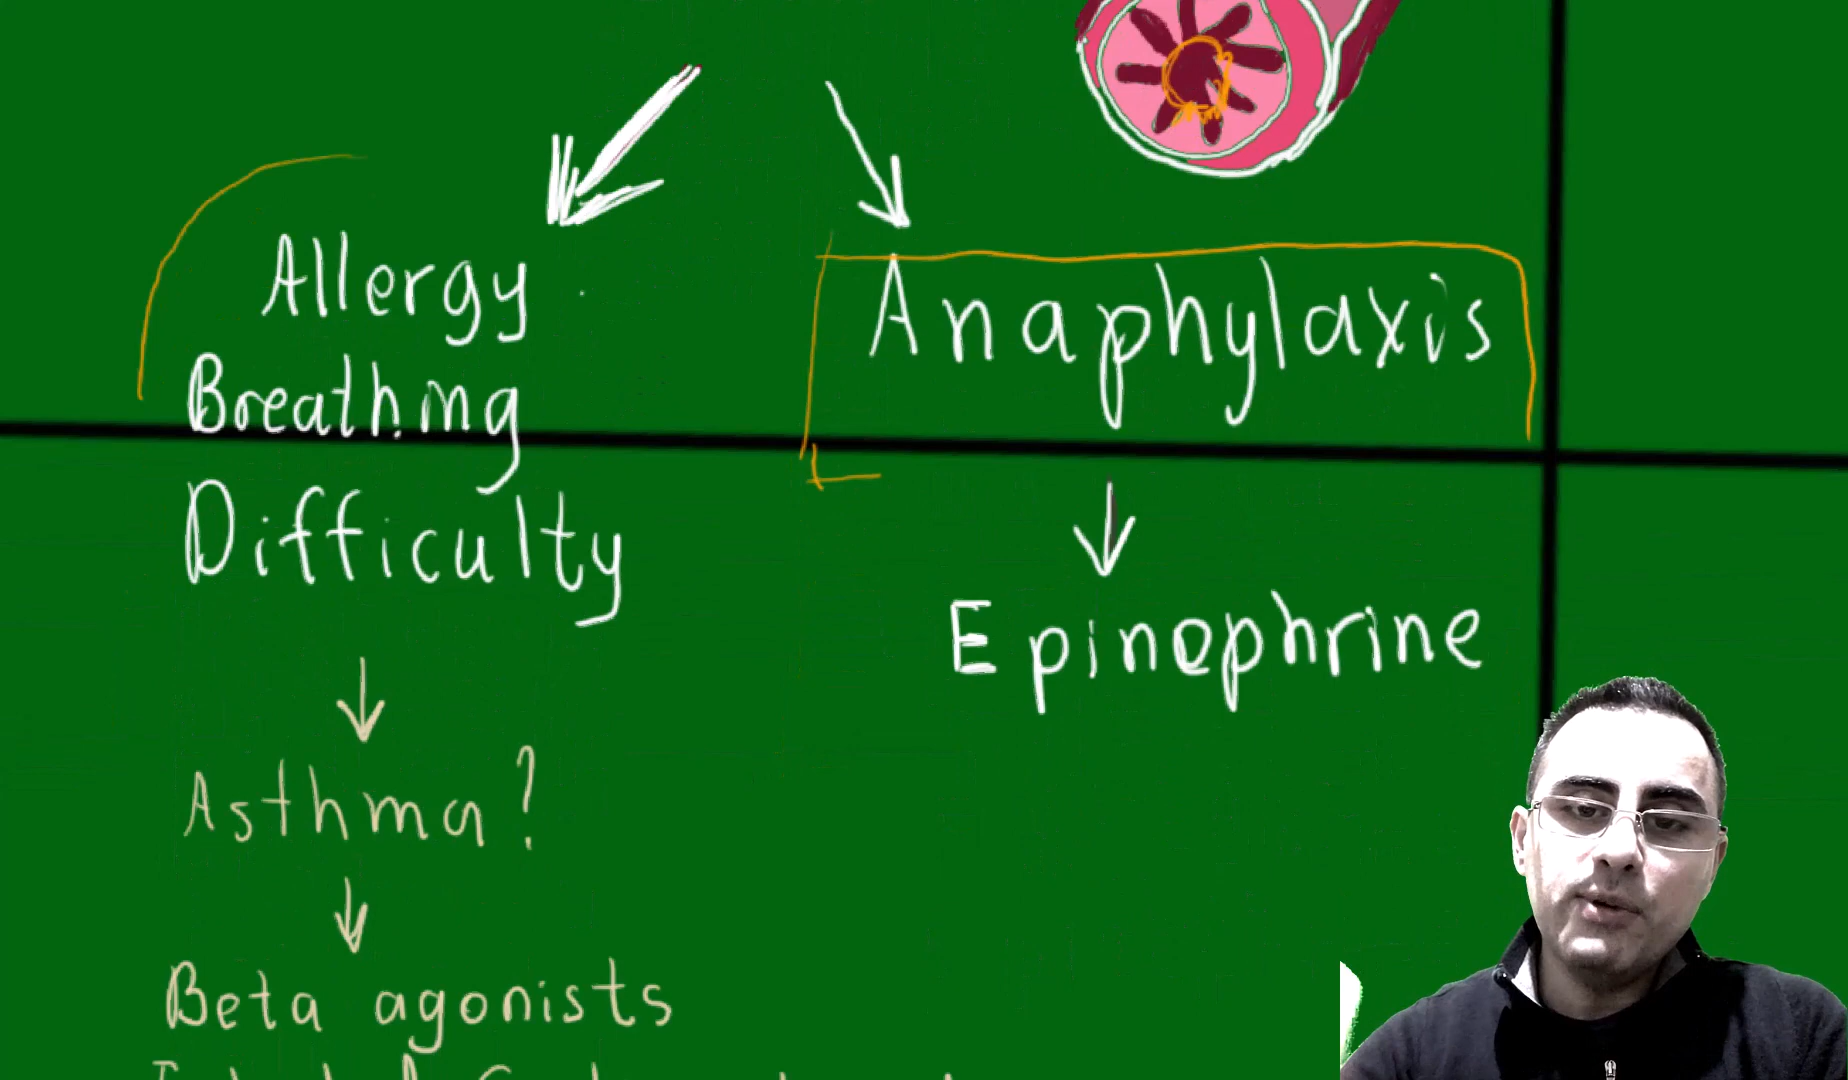 Allergy
Breathing
Difficulty
Asthma?
Beta agonists
Anaphylaxis
Epinephrine